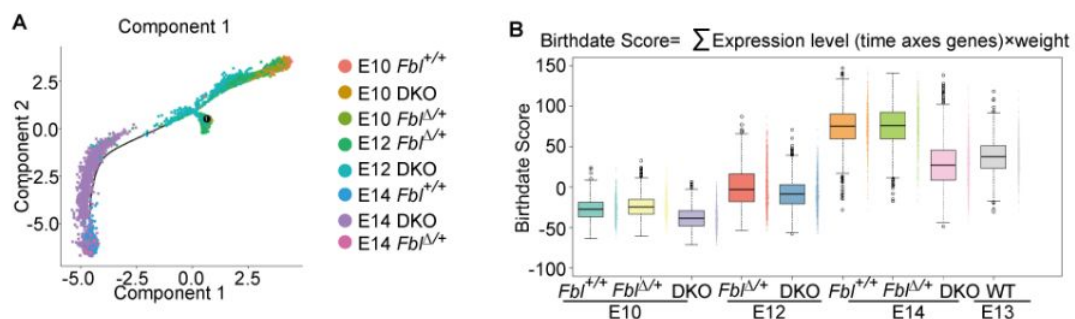 A
Component 1
Component 2
2.5
0.0
-2.5
-5.0
-5.0 -2.5 0.0 2.5
Component 1
1
E10 Fbl+/+
E10 DKO
E10 FblΔ/+
E12 FblΔ/+
E12 DKO
E14 Fbl+/+
E14 DKO
E14 FblΔ/+
B
Birthdate Score= ∑Expression level (time axes genes)×weight
Birthdate Score
150
100
50
0
-50
-100
Fbl+/+ FblΔ/+ DKO FblΔ/+ DKO Fbl+/+ FblΔ/+ DKO WT
E10 E12 E14 E13